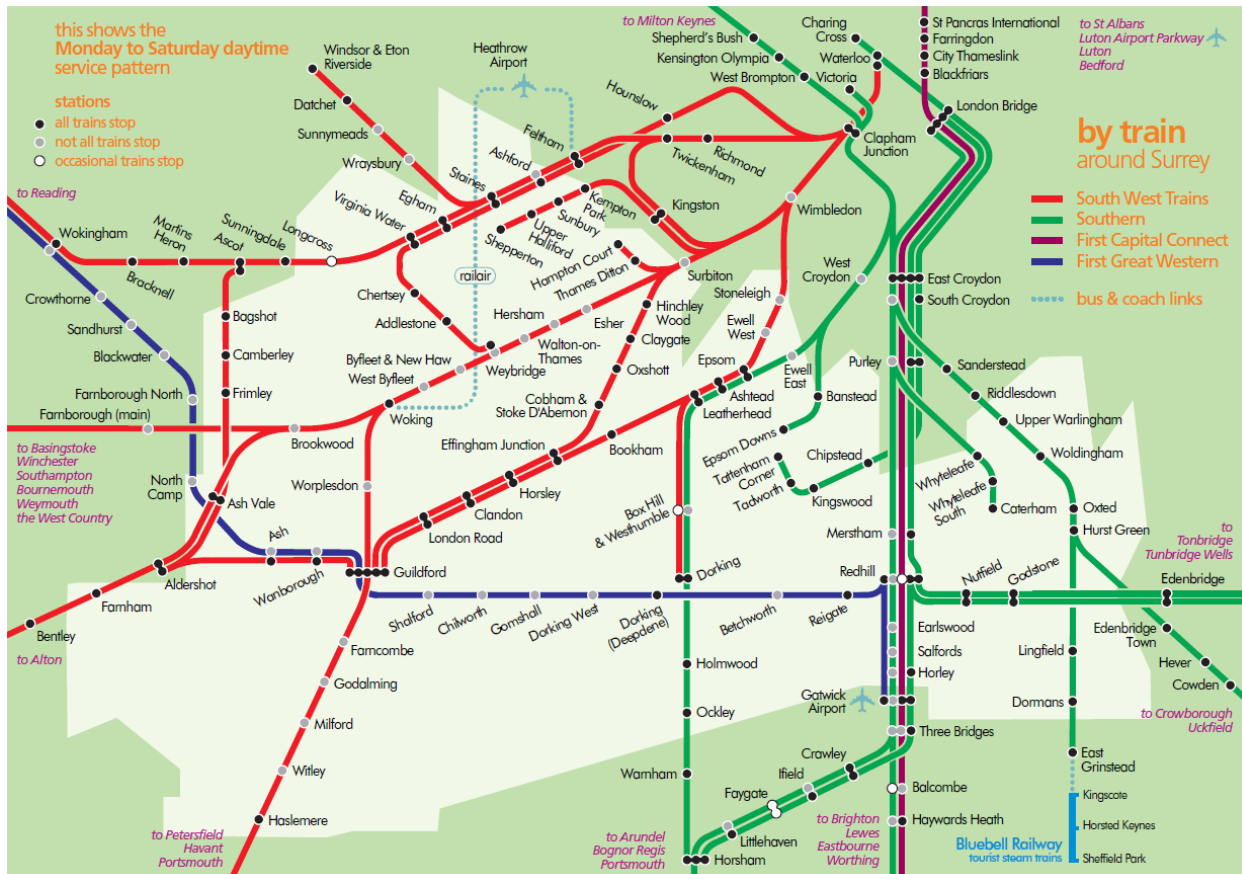 this shows the
Monday to Saturday daytime
service pattern
stations
all trains stop
not all trains stop
occasional trains stop
to Milton Keynes
Shepherd's Bush
Kensington Olympia
West Brompton
Charing
Cross
Waterloo
Victoria
St Pancras International
Farringdon
City Thameslink
Blackfriars
to St Albans
Luton Airport Parkway
Luton
Bedford
London Bridge
by train
around Surrey
South West Trains
Southern
First Capital Connect
First Great Western
bus & coach links
Windsor & Eton
Riverside
Datchet
Sunnymeads
Wraysbury
Heathrow
Airport
Hounslow
Feltham
Ashford
Staines
Egham
Virginia Water
Longcross
Sunningdale
Ascot
Martins
Heron
Bracknell
Wokingham
to Reading
Twickenham
Richmond
Clapham
Junction
Wimbledon
Kingston
Kempton
Park
Sunbury
Upper
Halliford
Shepperton
Hampton Court
Thames Ditton
Surbiton
railair
Crowthorne
Sandhurst
Blackwater
Farnborough North
Farnborough (main)
Bagshot
Camberley
Frimley
Chertsey
Addlestone
Hersham
Esher
Walton-on-
Thames
Weybridge
Byfleet & New Haw
West Byfleet
Woking
Brookwood
Worplesdon
Hinchley
Wood
Claygate
Oxshott
Cobham &
Stoke D'Abernon
Effingham Junction
Bookham
Horsley
Clandon
London Road
Guildford
Stoneleigh
Ewell
West
Epsom
Ewell
East
Ashtead
Leatherhead
West
Croydon
East Croydon
South Croydon
Purley
Banstead
Epsom Downs
Tattenham
Corner
Tadworth
Kingswood
Chipstead
Sanderstead
Riddlesdown
Upper Warlingham
Woldingham
Whyteleafe
Whyteleafe
South
Caterham
Oxted
Hurst Green
to
Tonbridge
Tunbridge Wells
to Basingstoke
Winchester
Southampton
Bournemouth
Weymouth
the West Country
North
Camp
Ash Vale
Ash
Wanborough
Aldershot
Farnham
Bentley
to Alton
Box Hill
& Westhumble
Dorking
Merstham
Redhill
Nutfield
Godstone
Edenbridge
Shalford
Chilworth
Gomshall
Dorking West
Dorking
(Deepdene)
Betchworth
Reigate
Earlswood
Salfords
Horley
Gatwick
Airport
Three Bridges
Balcombe
Haywards Heath
Edenbridge
Town
Hever
Cowden
to Crowborough
Uckfield
Lingfield
Dormans
East
Grinstead
Kingscote
Horsted Keynes
Sheffield Park
Bluebell Railway
tourist steam trains
Farncombe
Godalming
Milford
Witley
Haslemere
to Petersfield
Havant
Portsmouth
Holmwood
Ockley
Warnham
Crawley
Ifield
Faygate
Littlehaven
Horsham
to Arundel
Bognor Regis
Portsmouth
to Brighton
Lewes
Eastbourne
Worthing